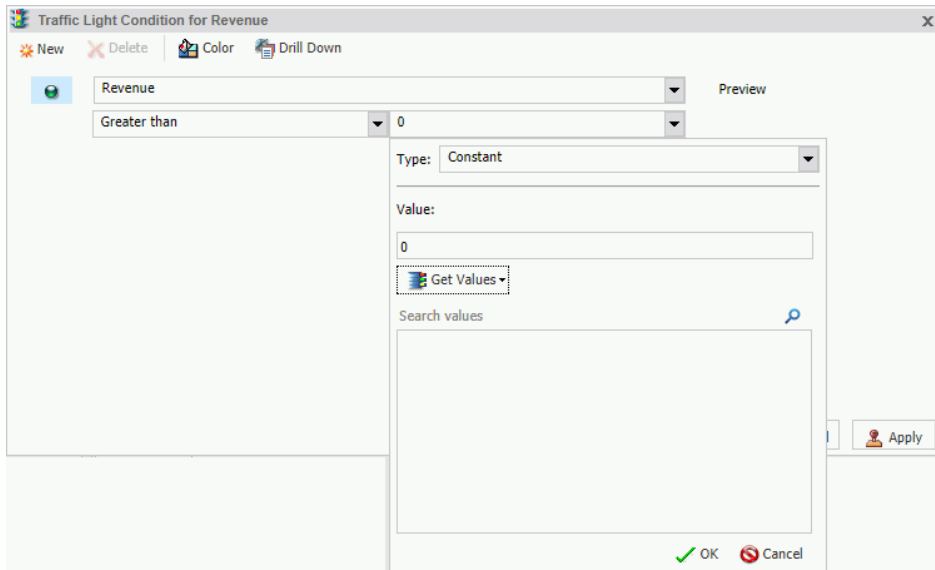 Traffic Light Condition for Revenue x
New Delete Color Drill Down
Revenue Preview
Greater than 0
Type: Constant
Value:
0
Get Values
Search values
Apply
OK Cancel